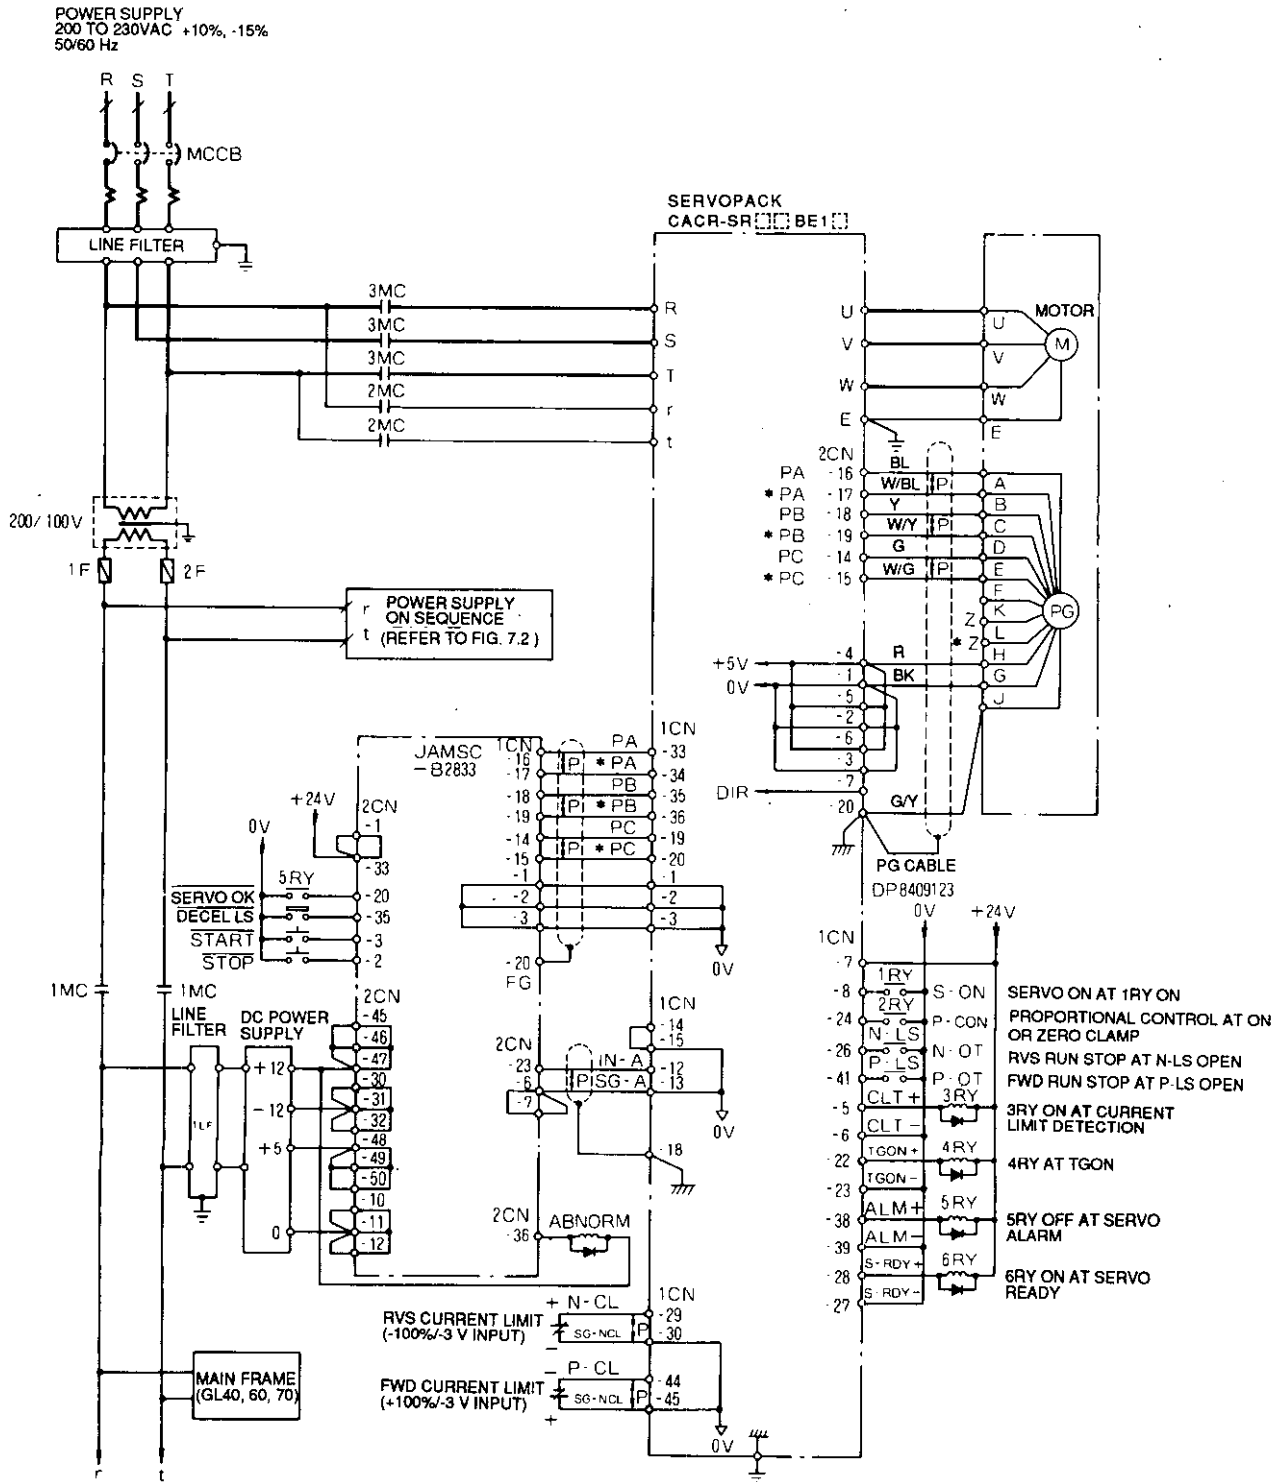 POWER SUPPLY
200 TO 230VAC +10%, -15%
50/60 Hz
R S T
MCCB
LINE FILTER
SERVOPACK
CACR-SR BE1
3MC
3MC
3MC
2MC
2MC
R
S
T
r
t
U
V
W
E
U
V
W
E
MOTOR
M
2CN
PA -16 BL A
*PA -17 W/BL P B
PB -18 Y C
*PB -19 W/Y P D
PC -14 G E
*PC -15 W/G P F
K
Z L
*Z H
G
J
PG
+5V -4 R
0V -1 BK
-5
-2
-6
-3
-7
DIR
-20 G/Y
PG CABLE
DP8409123
200/100V
1F 2F
r POWER SUPPLY
ON SEQUENCE
t (REFER TO FIG. 7.2)
JAMSC
-B2833
1CN
-16 P PA
-17 *PA
-18 PB
-19 P *PB
-14 PC
-15 P *PC
-1
-2
-3
-20
FG
1CN
-33
-34
-35
-36
-19
-20
-1
-2
-3
0V
+24V
0V
2CN
-1
-33
5RY
SERVO OK -20
DECEL LS -35
START -3
STOP -2
1MC 1MC
LINE
FILTER
DC POWER
SUPPLY
1LF
+12
-12
+5
0
2CN
-45
-46
-47
-30
-31
-32
-48
-49
-50
-10
-11
-12
2CN
-23 IN-A
-6 P SG-A
-7
1CN
-14
-15
-12
-13
0V
-18
2CN
-36 ABNORM
1CN
RVS CURRENT LIMIT
(-100%/-3 V INPUT)
+ N-CL -29
SG-NCL P -30
-
FWD CURRENT LIMIT
(+100%/-3 V INPUT)
- P-CL -44
SG-NCL P -45
+
0V
0V +24V
1CN
-7
-8 1RY S-ON SERVO ON AT 1RY ON
-24 2RY P-CON PROPORTIONAL CONTROL AT ON
OR ZERO CLAMP
-26 N-LS N-OT RVS RUN STOP AT N-LS OPEN
-41 P-LS P-OT FWD RUN STOP AT P-LS OPEN
-5 CLT+ 3RY 3RY ON AT CURRENT
LIMIT DETECTION
-6 CLT-
-22 TGON+ 4RY 4RY AT TGON
-23 TGON-
-38 ALM+ 5RY 5RY OFF AT SERVO
ALARM
-39 ALM-
-28 S-RDY+ 6RY 6RY ON AT SERVO
READY
-27 S-RDY-
MAIN FRAME
(GL40, 60, 70)
r t